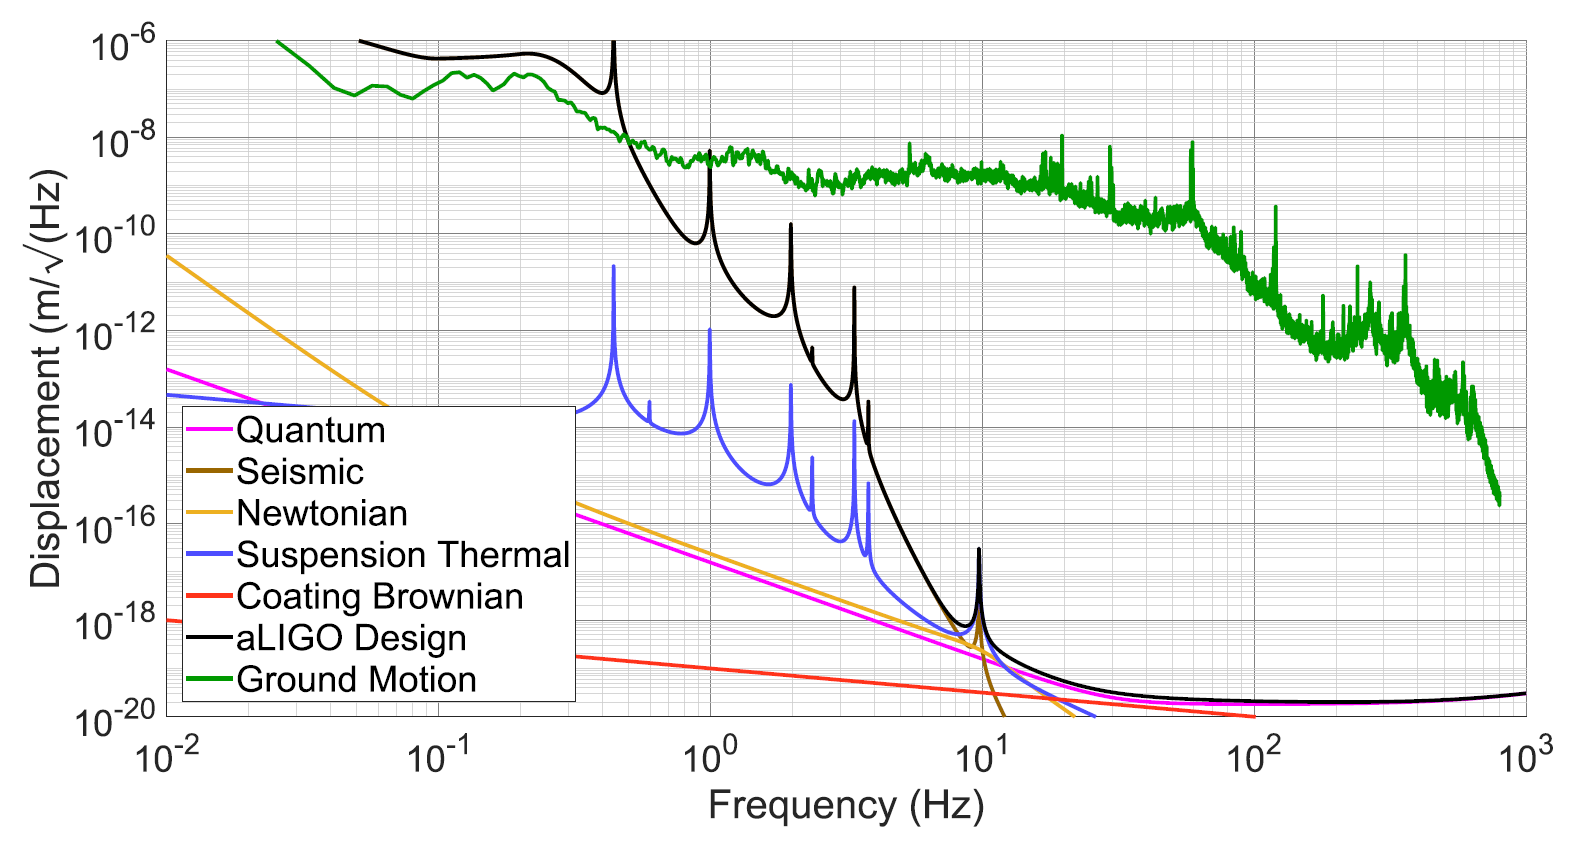 10-6
10-8
10-10
10-12
10-14
10-16
10-18
10-20
Displacement (m/√(Hz)
Quantum
Seismic
Newtonian
Suspension Thermal
Coating Brownian
aLIGO Design
Ground Motion
10-2 10-1 100 101 102 103
Frequency (Hz)